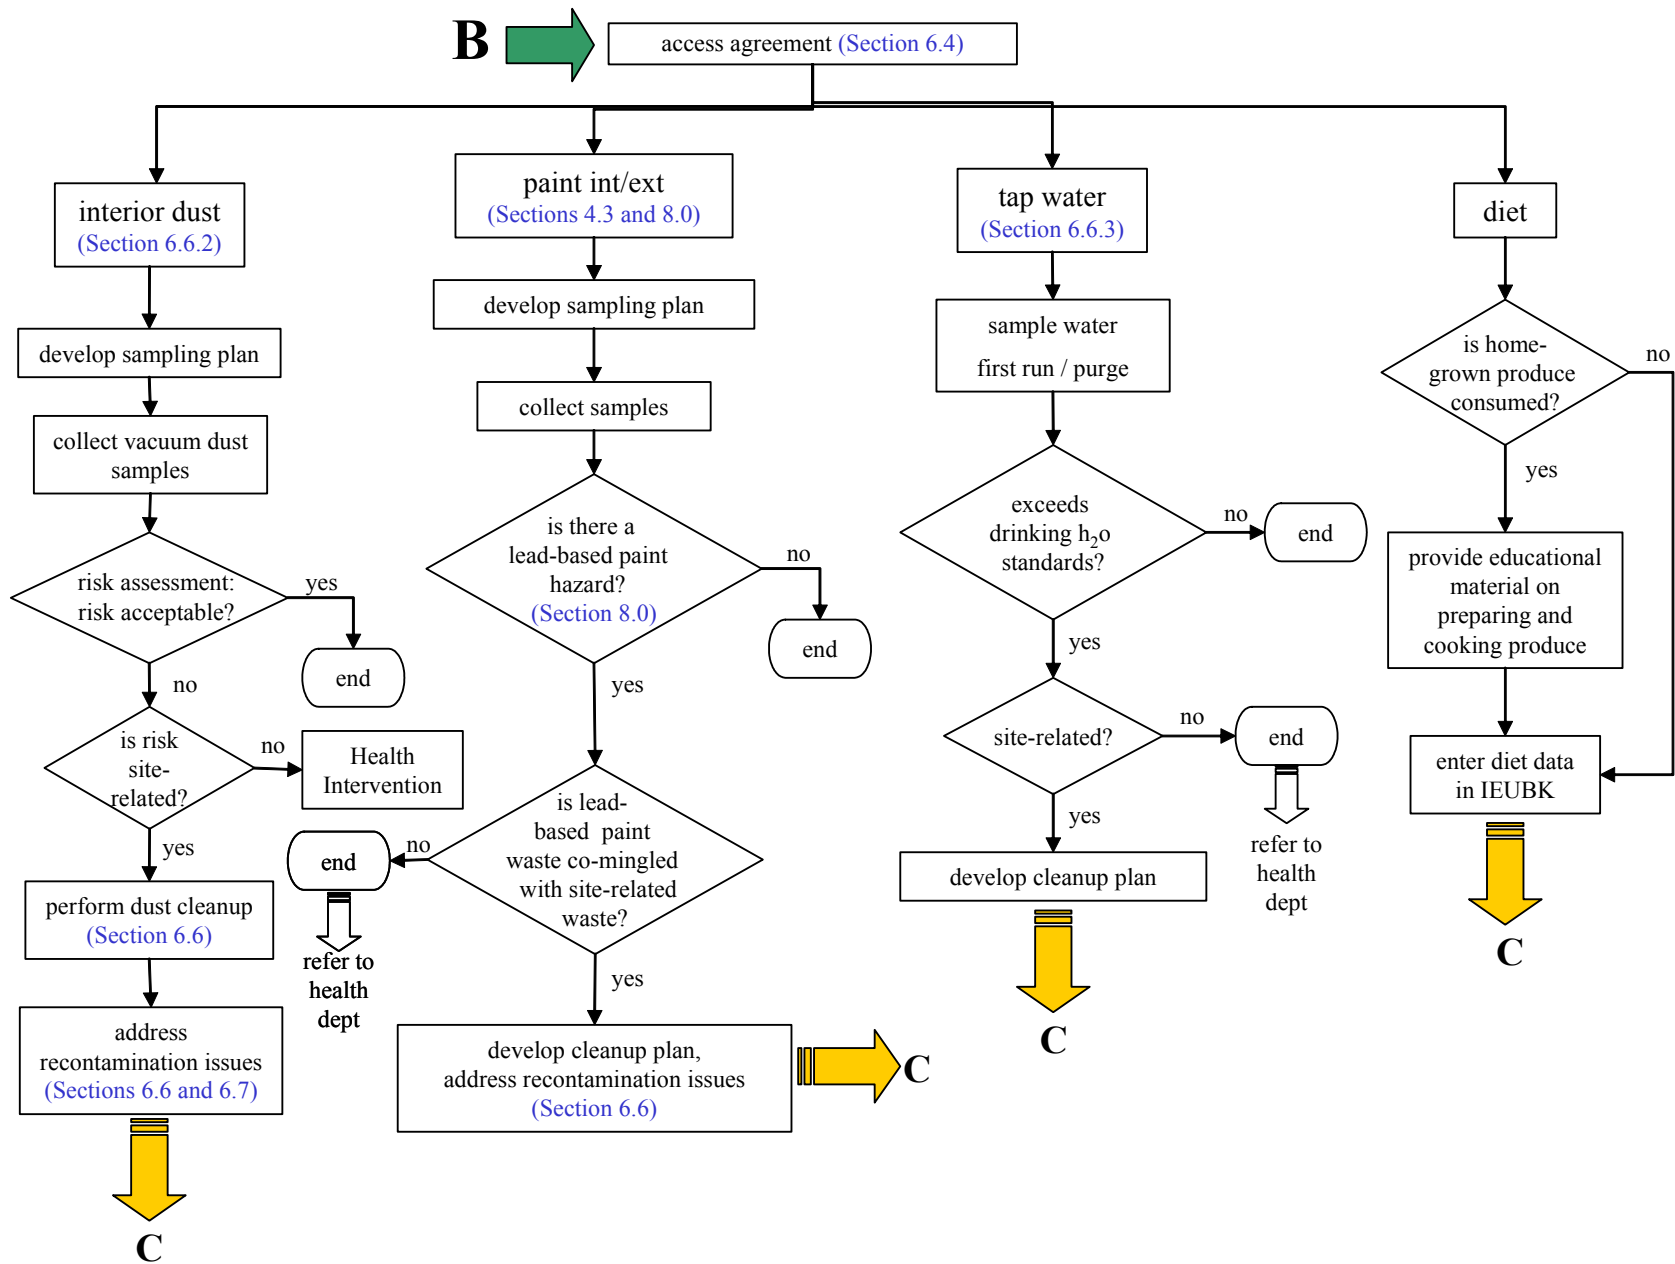 B
access agreement (Section 6.4)
interior dust
(Section 6.6.2)
develop sampling plan
collect vacuum dust
samples
risk assessment:
risk acceptable?
yes
end
no
is risk
site-
related?
no
Health
Intervention
yes
perform dust cleanup
(Section 6.6)
address
recontamination issues
(Sections 6.6 and 6.7)
C
paint int/ext
(Sections 4.3 and 8.0)
develop sampling plan
collect samples
is there a
lead-based paint
hazard?
(Section 8.0)
no
end
yes
is lead-
based paint
waste co-mingled
with site-related
waste?
no
end
refer to
health
dept
yes
develop cleanup plan,
address recontamination issues
(Section 6.6)
C
tap water
(Section 6.6.3)
sample water
first run / purge
exceeds
drinking h₂o
standards?
no
end
yes
site-related?
no
end
refer to
health
dept
yes
develop cleanup plan
C
diet
is home-
grown produce
consumed?
no
yes
provide educational
material on
preparing and
cooking produce
enter diet data
in IEUBK
C